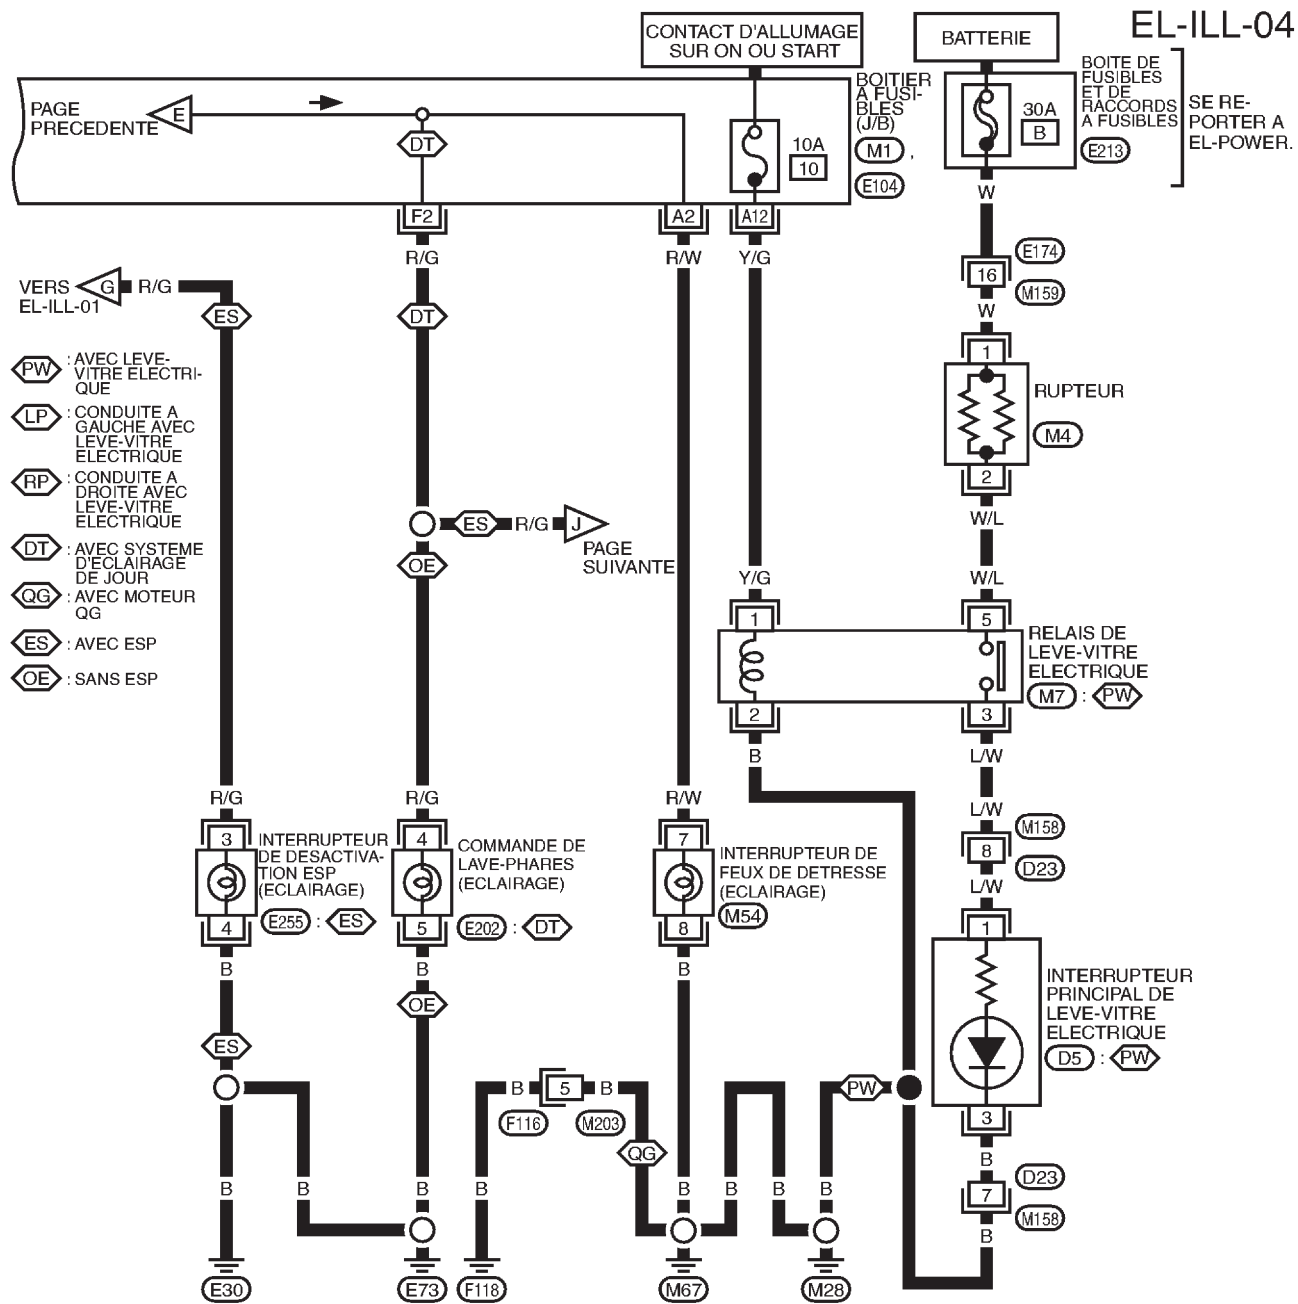 EL-ILL-04
CONTACT D'ALLUMAGE
SUR ON OU START
BATTERIE
PAGE
PRECEDENTE
E
DT
10A
10
BOITIER
A FUSI-
BLES
(J/B)
M1 ,
E104
30A
B
BOITE DE
FUSIBLES
ET DE
RACCORDS
A FUSIBLES
E213
SE RE-
PORTER A
EL-POWER.
F2
A2
A12
R/G
R/W
Y/G
W
16
E174
M159
W
VERS
EL-ILL-01
G
R/G
ES
DT
PW : AVEC LEVE-
VITRE ELECTRI-
QUE
LP : CONDUITE A
GAUCHE AVEC
LEVE-VITRE
ELECTRIQUE
RP : CONDUITE A
DROITE AVEC
LEVE-VITRE
ELECTRIQUE
DT : AVEC SYSTEME
D'ECLAIRAGE
DE JOUR
QG : AVEC MOTEUR
QG
ES : AVEC ESP
OE : SANS ESP
1
RUPTEUR
M4
2
W/L
W/L
ES
R/G
J
PAGE
SUIVANTE
OE
Y/G
1
5
RELAIS DE
LEVE-VITRE
ELECTRIQUE
M7 : PW
2
3
B
L/W
L/W
8
M158
D23
L/W
R/G
R/G
R/W
3
INTERRUPTEUR
DE DESACTIVA-
TION ESP
(ECLAIRAGE)
E255 : ES
4
4
COMMANDE DE
LAVE-PHARES
(ECLAIRAGE)
E202 : DT
5
7
INTERRUPTEUR DE
FEUX DE DETRESSE
(ECLAIRAGE)
M54
8
1
INTERRUPTEUR
PRINCIPAL DE
LEVE-VITRE
ELECTRIQUE
D5 : PW
3
B
B
B
OE
ES
B
5
B
F116
M203
QG
PW
B
D23
7
M158
B
B
B
B
B
B
B
B
B
E30
E73
F118
M67
M28